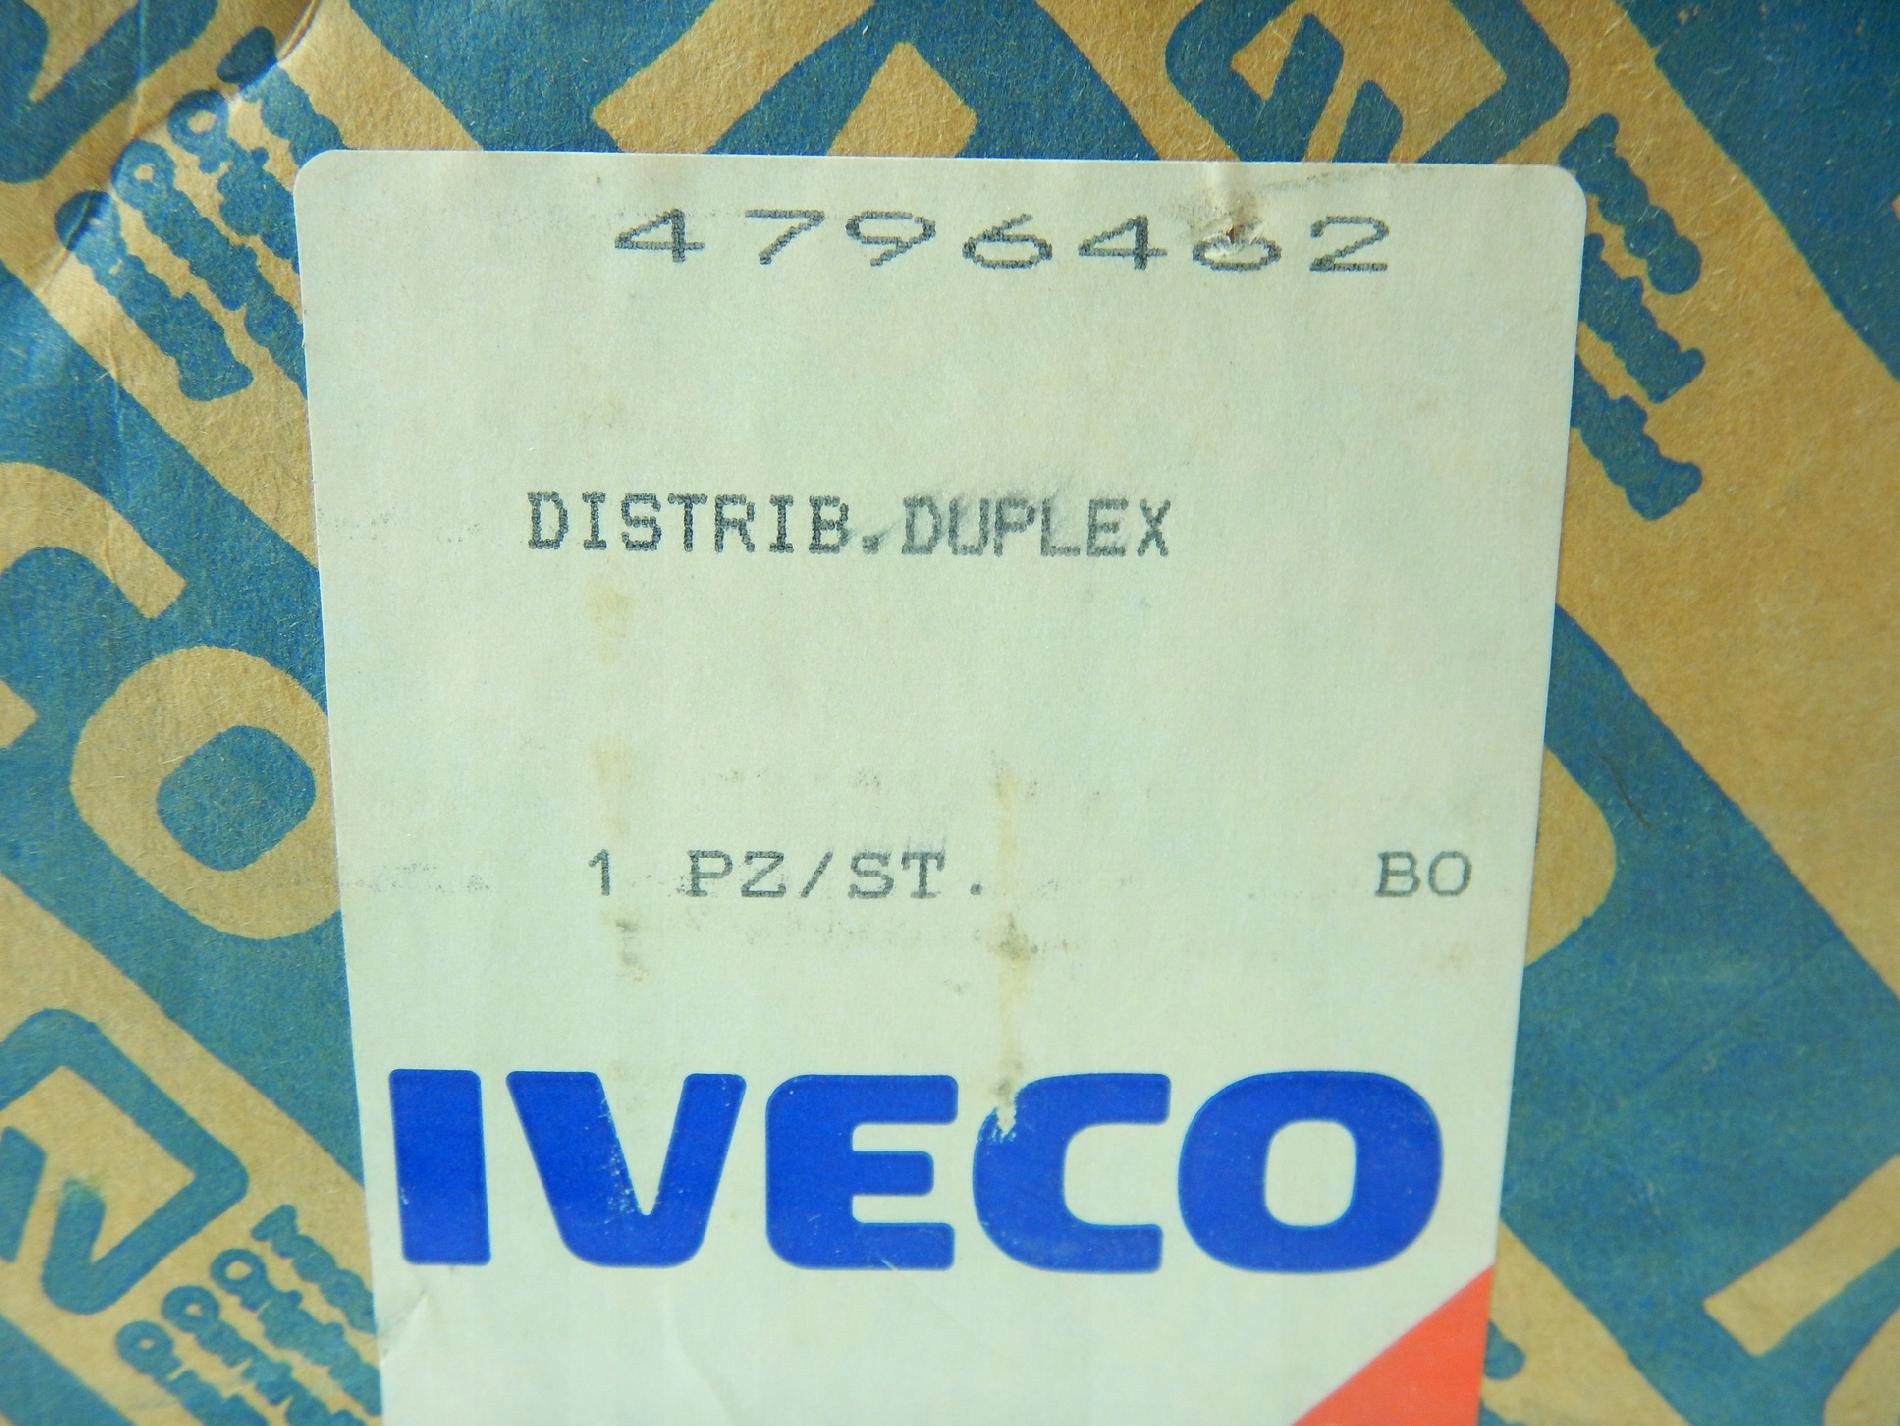 4796462
DISTRIB.DUPLEX
1 PZ/ST. BO
IVECO